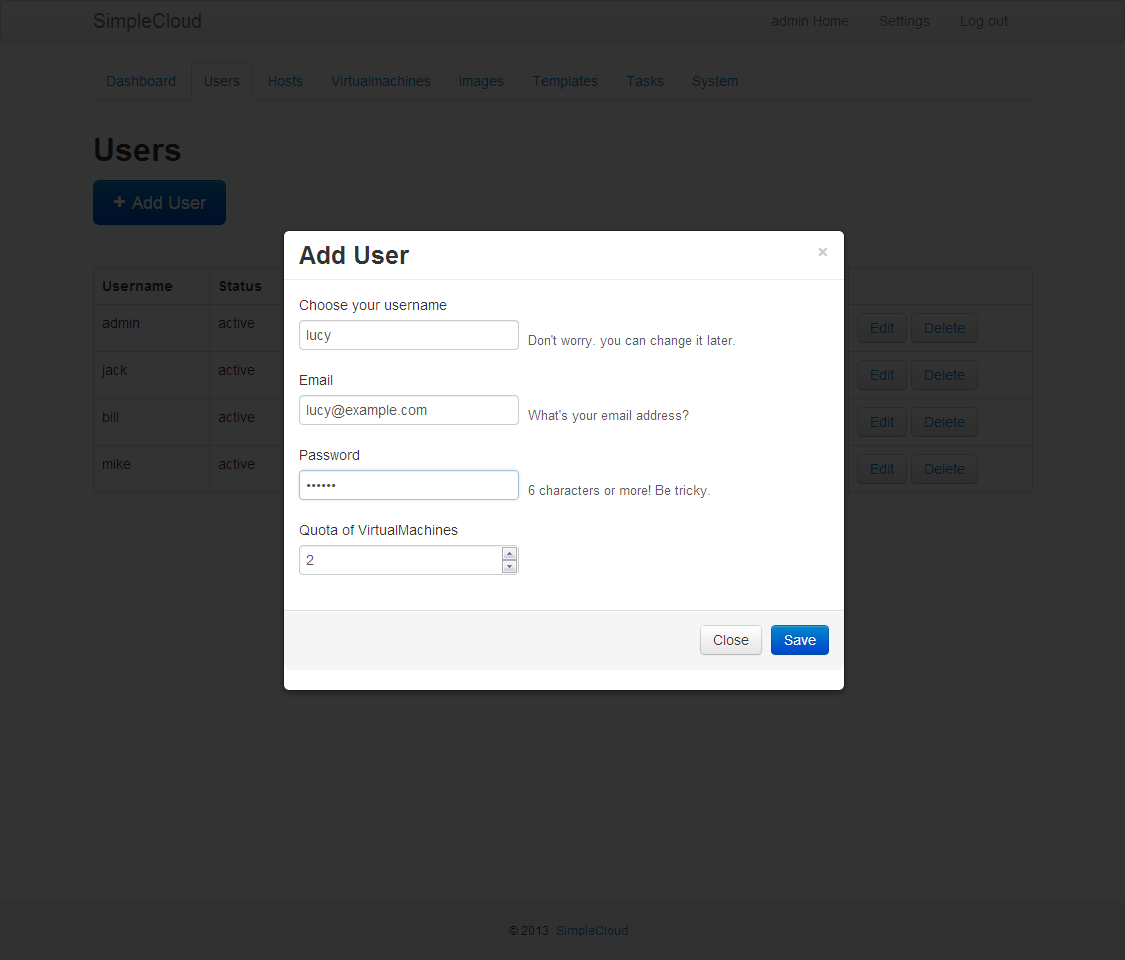 SimpleCloud admin Home Settings Log out
Dashboard Users Hosts Virtualmachines Images Templates Tasks System
Users
+ Add User
Add User ×
Choose your username
lucy Don't worry. you can change it later.
Email
lucy@example.com What's your email address?
Password
•••••• 6 characters or more! Be tricky.
Quota of VirtualMachines
2
Close Save
Username Status
admin active Edit Delete
jack active Edit Delete
bill active Edit Delete
mike active Edit Delete
© 2013 SimpleCloud